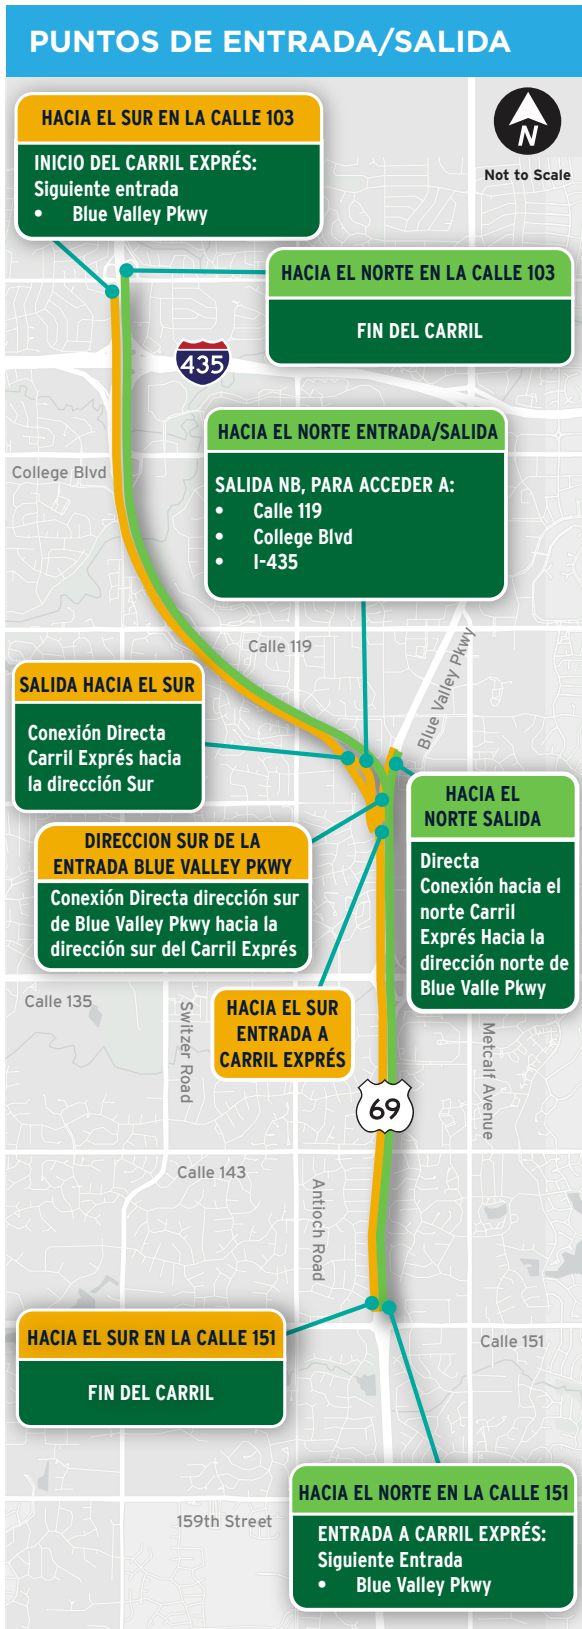 PUNTOS DE ENTRADA/SALIDA
HACIA EL SUR EN LA CALLE 103
INICIO DEL CARRIL EXPRÉS:
Siguiente entrada
• Blue Valley Pkwy
N
Not to Scale
HACIA EL NORTE EN LA CALLE 103
FIN DEL CARRIL
435
HACIA EL NORTE ENTRADA/SALIDA
SALIDA NB, PARA ACCEDER A:
• Calle 119
• College Blvd
• I-435
College Blvd
Calle 119
Blue Valley Pkwy
SALIDA HACIA EL SUR
Conexión Directa
Carril Exprés hacia
la dirección Sur
HACIA EL
NORTE SALIDA
Directa
Conexión hacia el
norte Carril
Exprés Hacia la
dirección norte de
Blue Valle Pkwy
DIRECCION SUR DE LA
ENTRADA BLUE VALLEY PKWY
Conexión Directa dirección sur
de Blue Valley Pkwy hacia la
dirección sur del Carril Exprés
HACIA EL SUR
ENTRADA A
CARRIL EXPRÉS
Calle 135
Switzer Road
Metcalf Avenue
69
Calle 143
Antioch Road
HACIA EL SUR EN LA CALLE 151
FIN DEL CARRIL
Calle 151
HACIA EL NORTE EN LA CALLE 151
ENTRADA A CARRIL EXPRÉS:
Siguiente Entrada
• Blue Valley Pkwy
159th Street